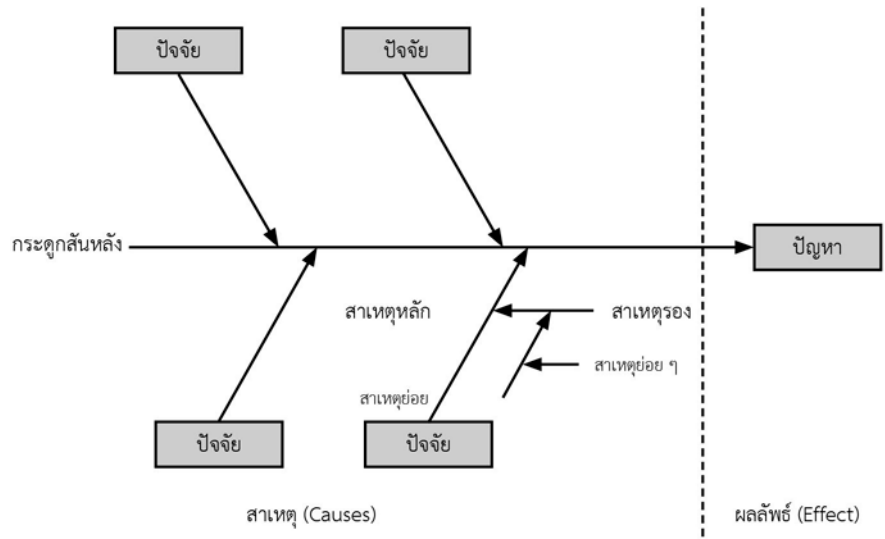 ปัจจัย
ปัจจัย
กระดูกสันหลัง
ปัญหา
สาเหตุหลัก
สาเหตุรอง
สาเหตุย่อย ๆ
สาเหตุย่อย
ปัจจัย
ปัจจัย
สาเหตุ (Causes)
ผลลัพธ์ (Effect)